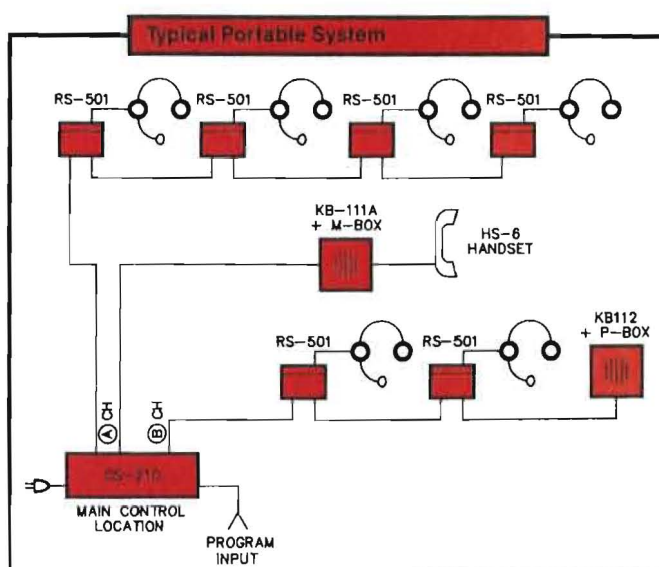 Typical Portable System
RS-501
RS-501
RS-501
RS-501
KB-111A
+ M-BOX
HS-6
HANDSET
RS-501
RS-501
KB112
+ P-BOX
A CH
B CH
MAIN CONTROL
LOCATION
PROGRAM
INPUT